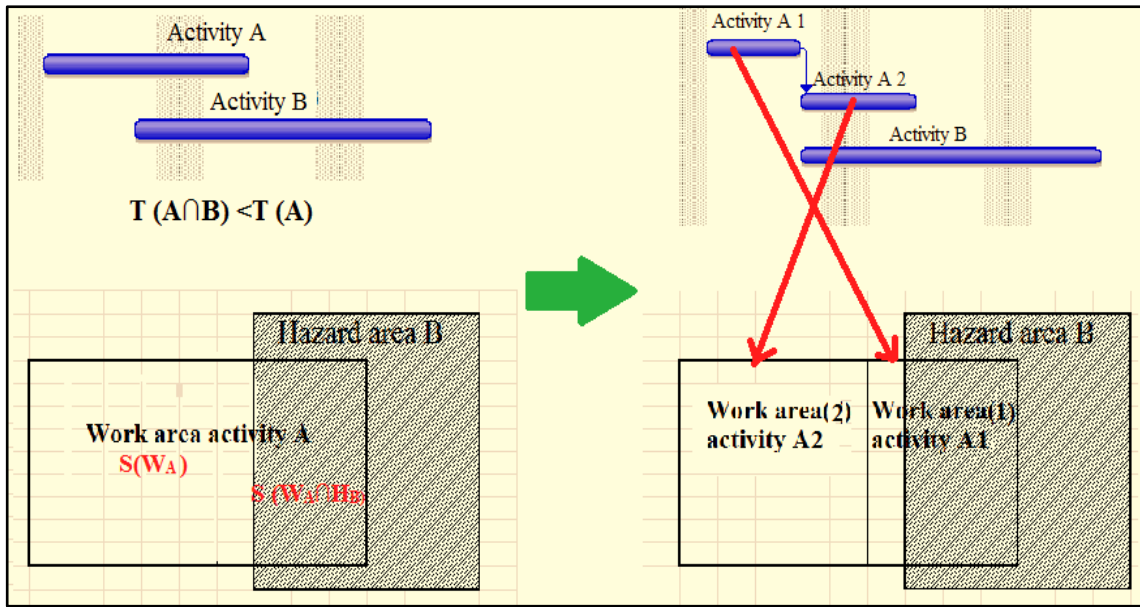 Activity A
Activity B
T (A∩B) <T (A)
Hazard area B
Work area activity A
S(WA)
S (WA∩HB)
Activity A 1
Activity A 2
Activity B
Hazard area B
Work area(2)
activity A2
Work area(1)
activity A1